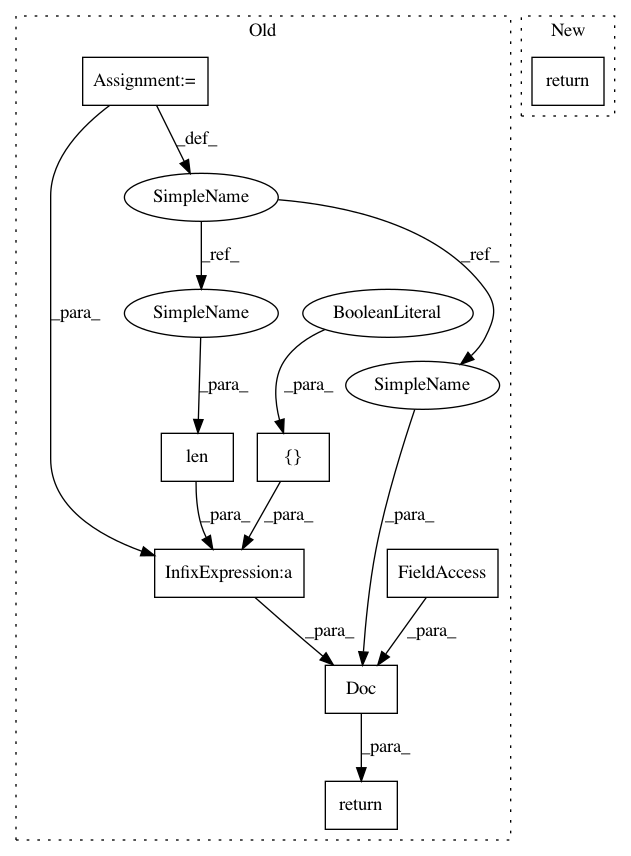 Old
New
Assignment:=
return
_def_
SimpleName
_ref_
_ref_
_para_
SimpleName
BooleanLiteral
SimpleName
_para_
_para_
len
{}
_para_
_para_
_para_
InfixExpression:a
FieldAccess
_para_
_para_
Doc
_para_
return